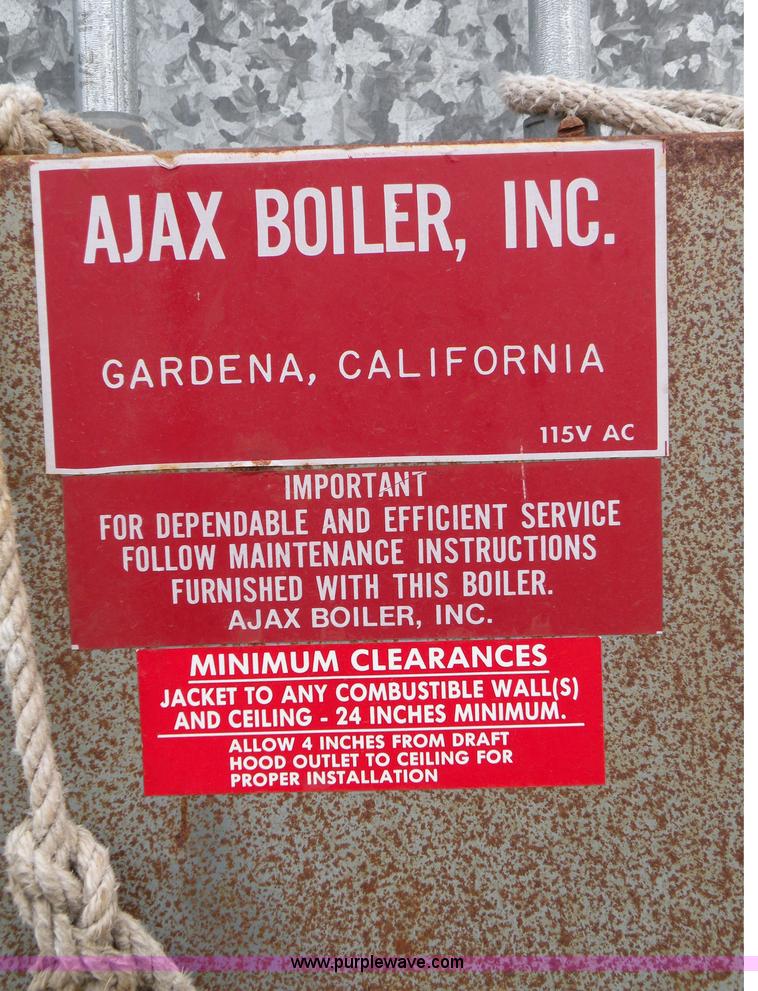 AJAX BOILER, INC.
GARDENA, CALIFORNIA
115V AC
IMPORTANT
FOR DEPENDABLE AND EFFICIENT SERVICE
FOLLOW MAINTENANCE INSTRUCTIONS
FURNISHED WITH THIS BOILER.
AJAX BOILER, INC.
MINIMUM CLEARANCES
JACKET TO ANY COMBUSTIBLE WALL(S)
AND CEILING - 24 INCHES MINIMUM.
ALLOW 4 INCHES FROM DRAFT
HOOD OUTLET TO CEILING FOR
PROPER INSTALLATION
www.purplewave.com